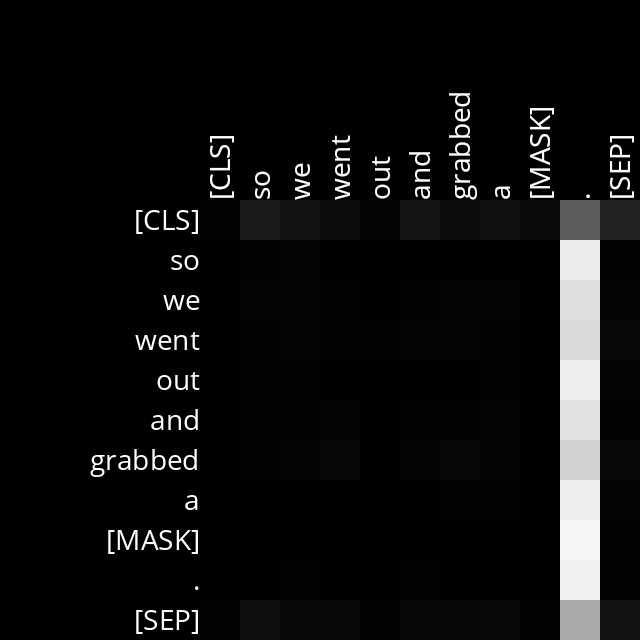 [CLS]
so
we
went
out
and
grabbed
a
[MASK]
.
[SEP]
[CLS]
so
we
went
out
and
grabbed
a
[MASK]
.
[SEP]